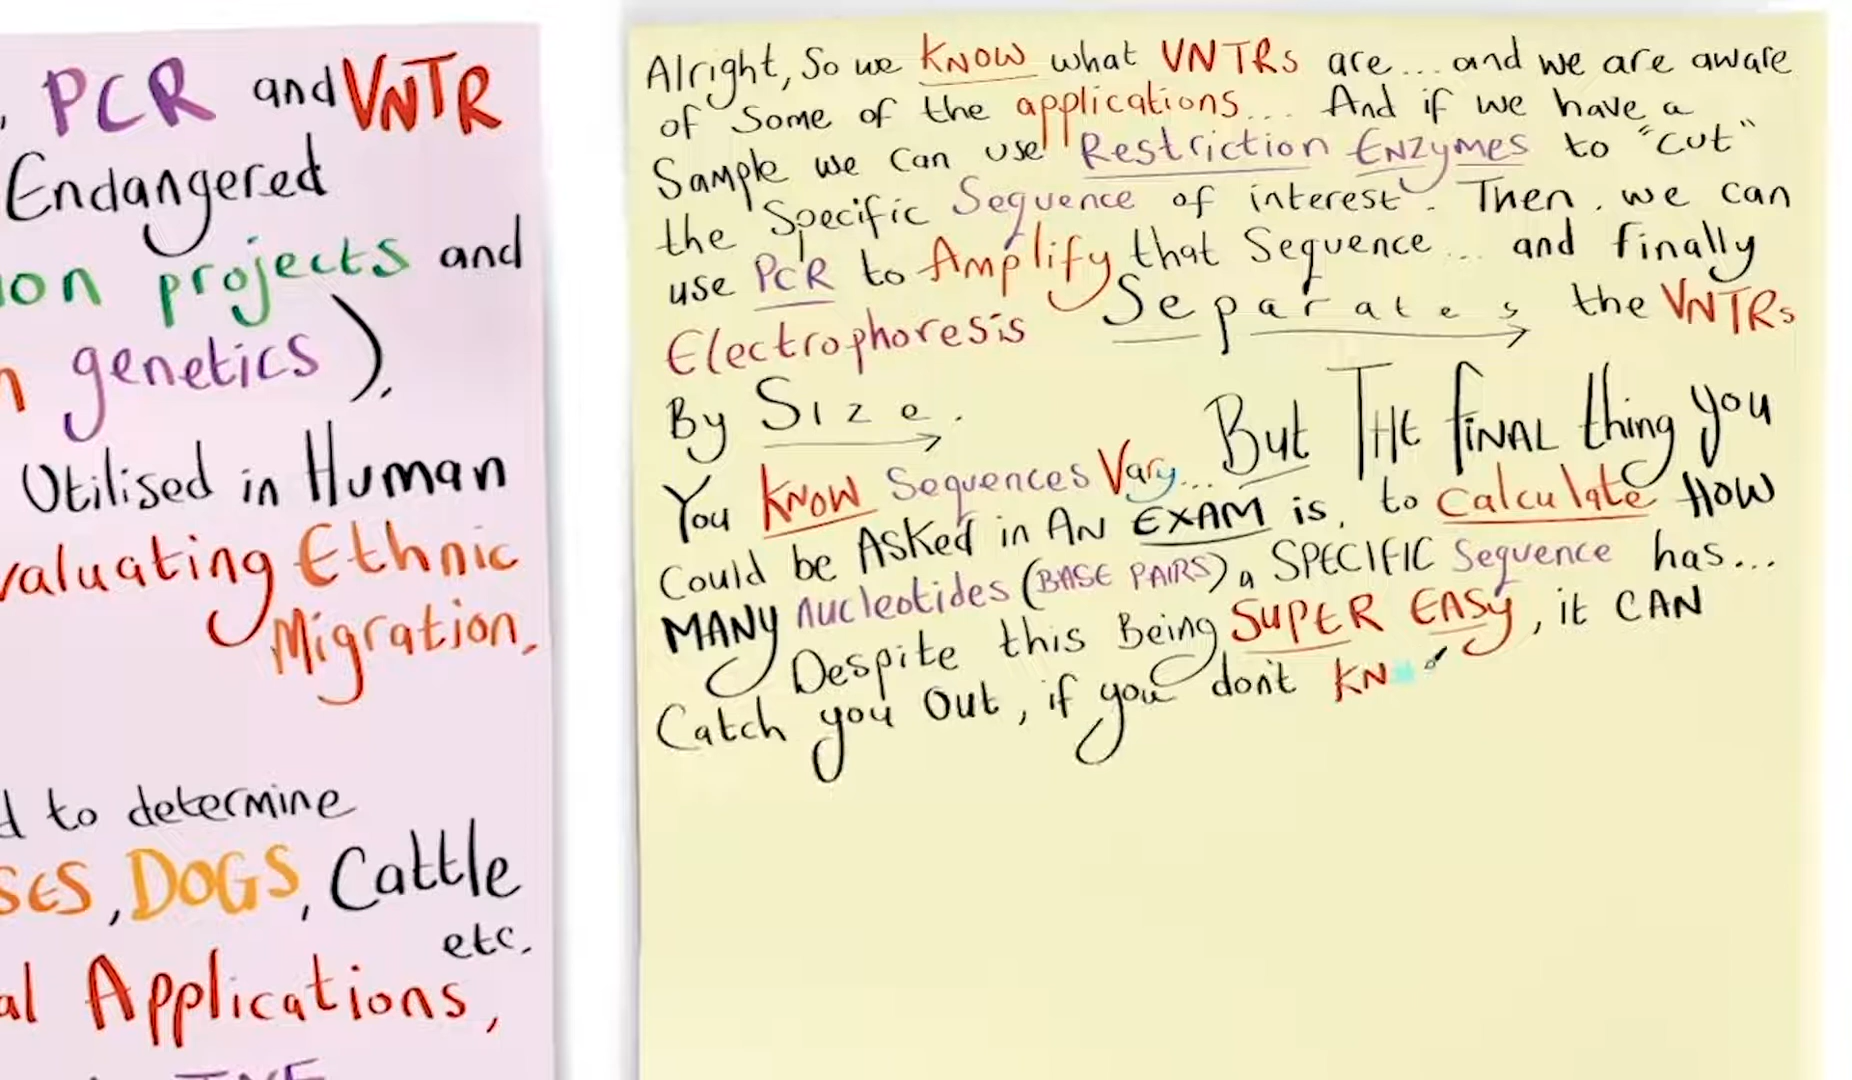 , PCR and VNTR
Endangered
on projects and
genetics).
Utilised in Human
valuating Ethnic
Migration.
d to determine
SES, DOGS, Cattle
etc.
al Applications,
Alright, So we KNOW what VNTRs are... and we are aware
of Some of the applications... And if we have a
Sample we Can use Restriction Enzymes to "cut"
the Specific Sequence of interest. Then, we can
use PCR to Amplify that Sequence... and finally
Electrophoresis Separates the VNTRs
By Size.
You KNOW Sequences Vary... But THE FINAL thing you
Could be Asked in AN EXAM is, to Calculate How
MANY nucleotides (BASE PAIRS) a SPECIFIC Sequence has...
Despite this Being SUPER EASY, it CAN
Catch you Out, if you don't KN